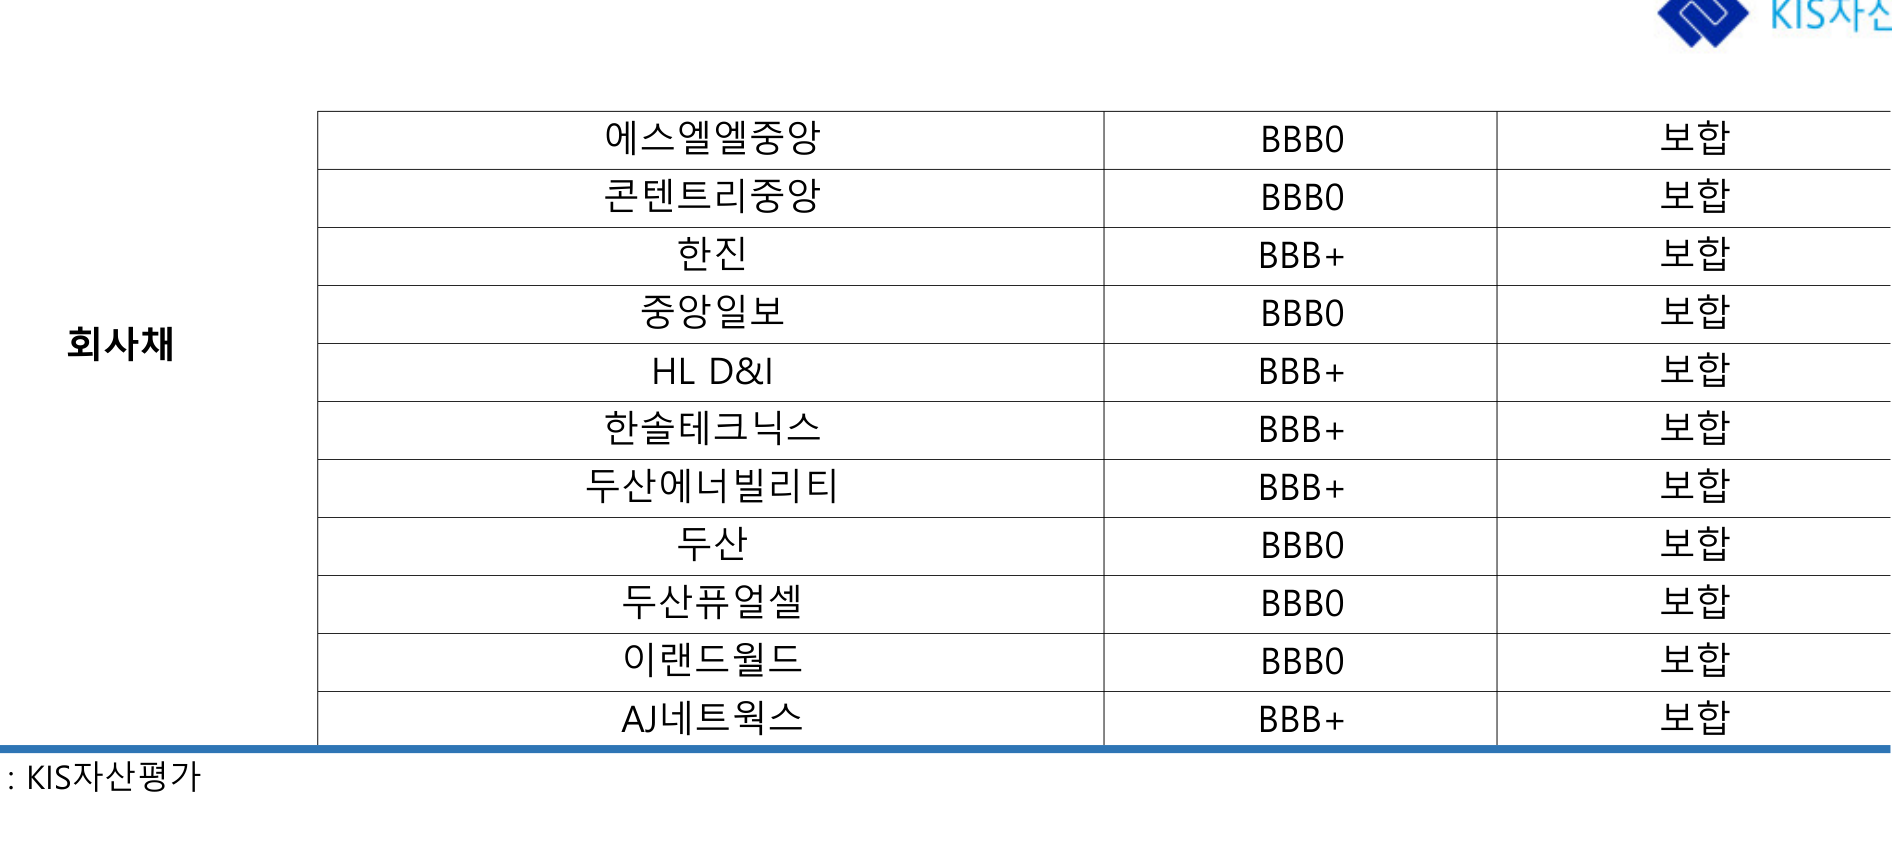 KIS자산
에스엘엘중앙 BBB0 보합
콘텐트리중앙 BBB0 보합
한진 BBB+ 보합
중앙일보 BBB0 보합
회사채
HL D&I BBB+ 보합
한솔테크닉스 BBB+ 보합
두산에너빌리티 BBB+ 보합
두산 BBB0 보합
두산퓨얼셀 BBB0 보합
이랜드월드 BBB0 보합
AJ네트웍스 BBB+ 보합
: KIS자산평가